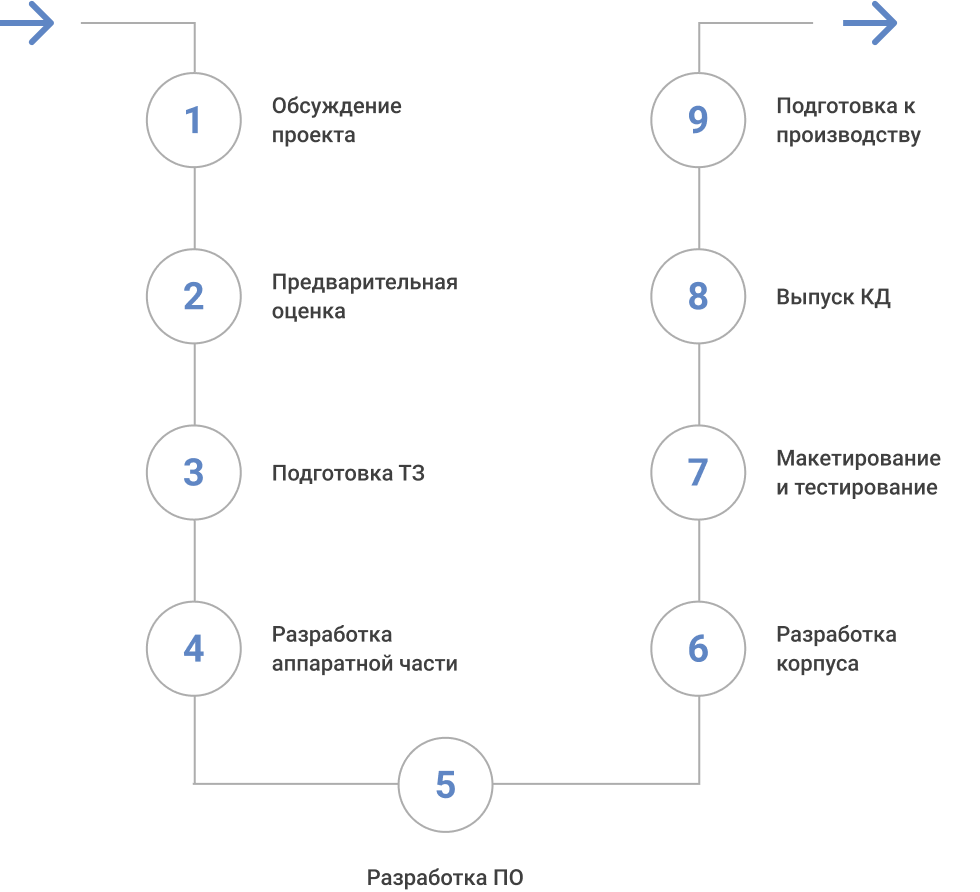 1
Обсуждение
проекта
2
Предварительная
оценка
3
Подготовка ТЗ
4
Разработка
аппаратной части
5
Разработка ПО
6
Разработка
корпуса
7
Макетирование
и тестирование
8
Выпуск КД
9
Подготовка к
производству